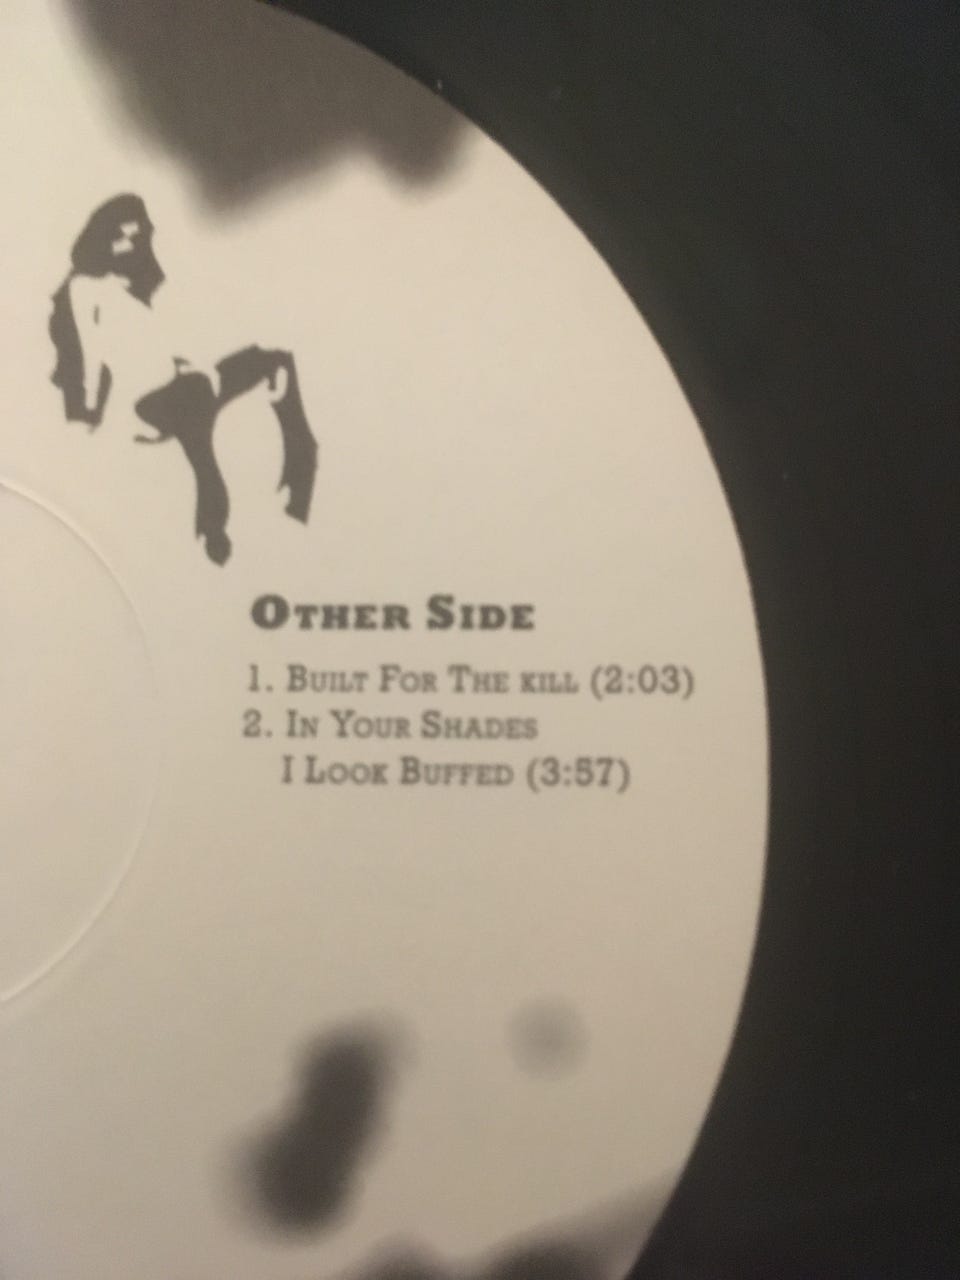 Other Side
1. Built For The kill (2:03)
2. In Your Shades
I Look Buffed (3:57)